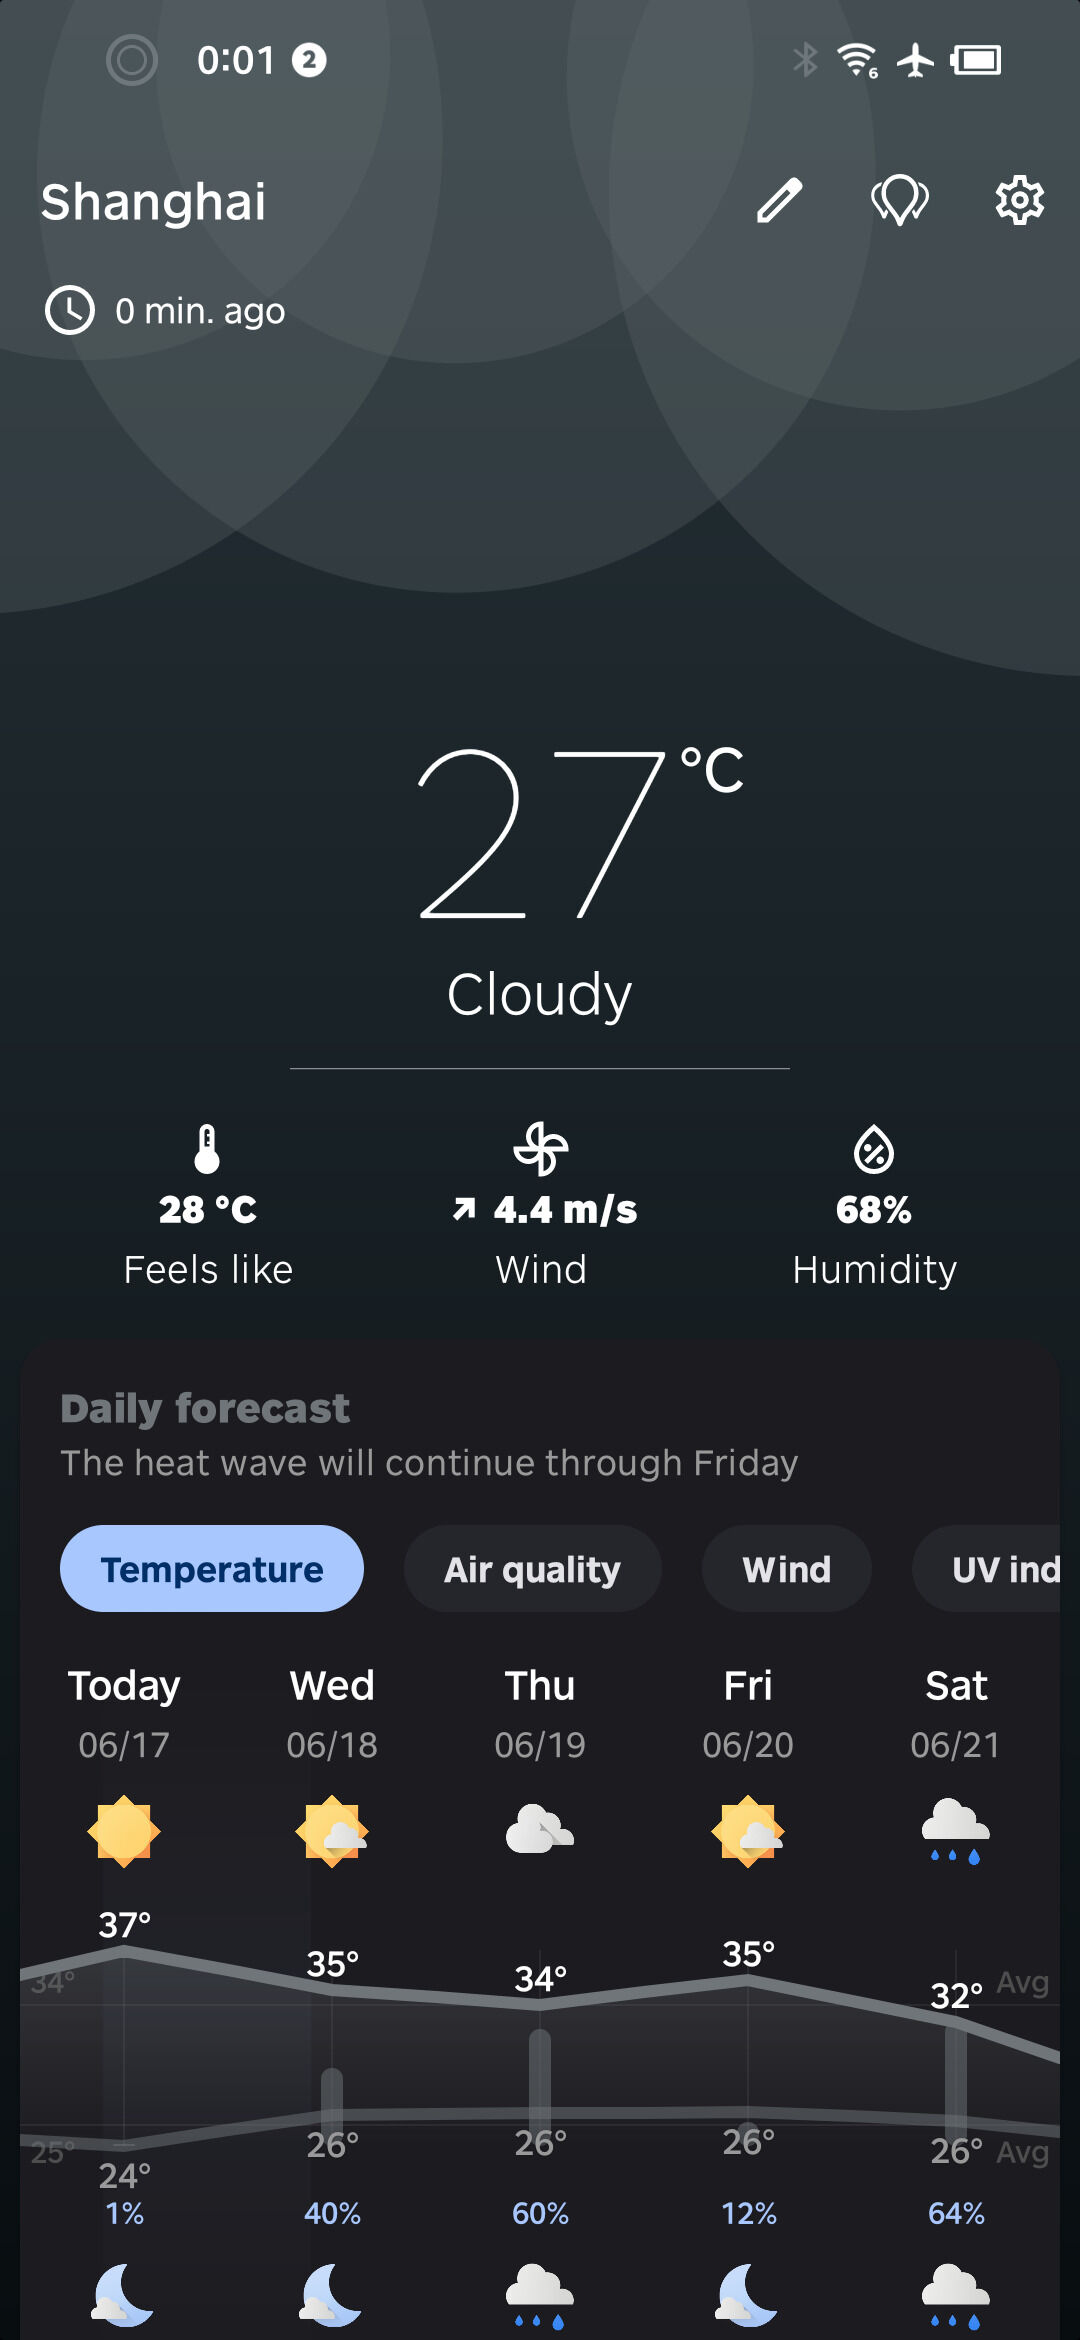 0:01 2 6
Shanghai
0 min. ago
27 °C
Cloudy
28 °C 4.4 m/s 68%
Feels like Wind Humidity
Daily forecast
The heat wave will continue through Friday
Temperature Air quality Wind UV ind
Today Wed Thu Fri Sat
06/17 06/18 06/19 06/20 06/21
37° 35° 34° 35° 32°
34° Avg
25° Avg
24° 26° 26° 26° 26°
1% 40% 60% 12% 64%